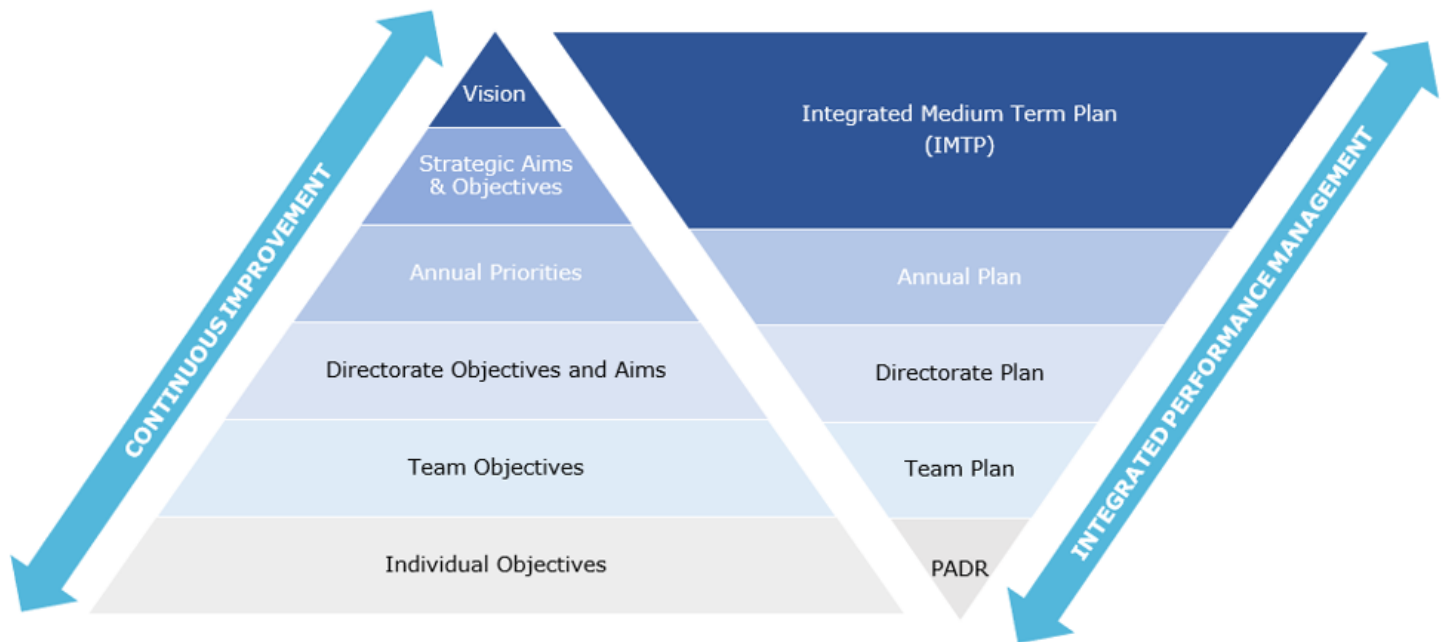 CONTINUOUS IMPROVEMENT
Vision
Strategic Aims
& Objectives
Annual Priorities
Directorate Objectives and Aims
Team Objectives
Individual Objectives
Integrated Medium Term Plan
(IMTP)
Annual Plan
Directorate Plan
Team Plan
PADR
INTEGRATED PERFORMANCE MANAGEMENT